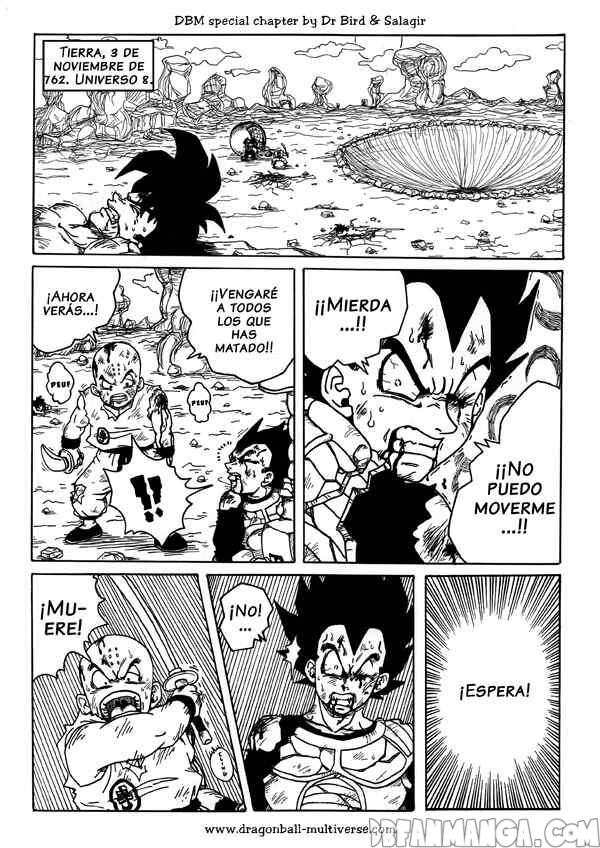 DBM special chapter by Dr Bird & Salagir
Tierra, 3 de
noviembre de
762. Universo 8.
¡Ahora
verás...!
¡¡Vengaré
a todos
los que
has
matado!!
PEUF
PEUF
!!
¡¡Mierda
...!!
¡¡No
puedo
moverme
...!!
¡Mu-
ere!
¡No!
...
¡Espera!
www.dragonball-multiverse.com
DBFANMANGA.COM